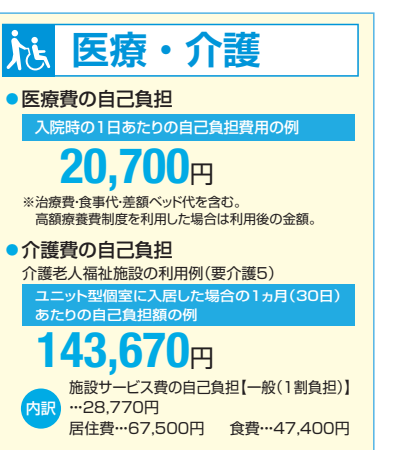 医療・介護
●医療費の自己負担
入院時の1日あたりの自己負担費用の例
20,700円
※治療費・食事代・差額ベッド代を含む。
高額療養費制度を利用した場合は利用後の金額。
●介護費の自己負担
介護老人福祉施設の利用例(要介護5)
ユニット型個室に入居した場合の1ヵ月(30日)
あたりの自己負担額の例
143,670円
内訳
施設サービス費の自己負担【一般(1割負担)】
…28,770円
居住費…67,500円 食費…47,400円